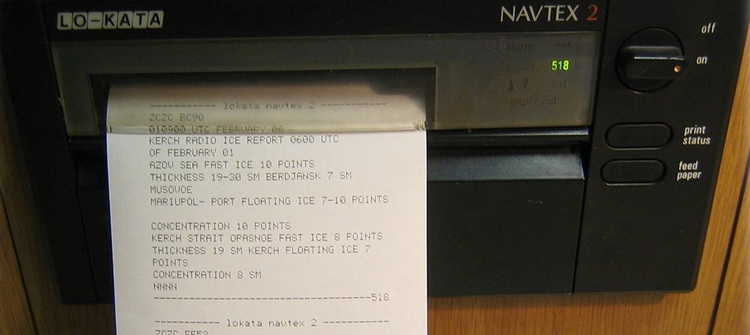 LO-KATA
NAVTEX 2
off
on
518
print
status
feed
paper
----------- lokata navtex 2 ---------
ZCZC BC90
010900 UTC FEBRUARY 06
KERCH RADIO ICE REPORT 0600 UTC
OF FEBRUARY 01
AZOV SEA FAST ICE 10 POINTS
THICKNESS 19-30 SM BERDJANSK 7 SM
MUSOVOE
MARIUPOL- PORT FLOATING ICE 7-10 POINTS
CONCENTRATION 10 POINTS
KERCH STRAIT OPASNOE FAST ICE 8 POINTS
THICKNESS 19 SM KERCH FLOATING ICE 7
POINTS
CONCENTRATION 8 SM
NNNN
-----------------------------------518
----------- lokata navtex 2 ---------